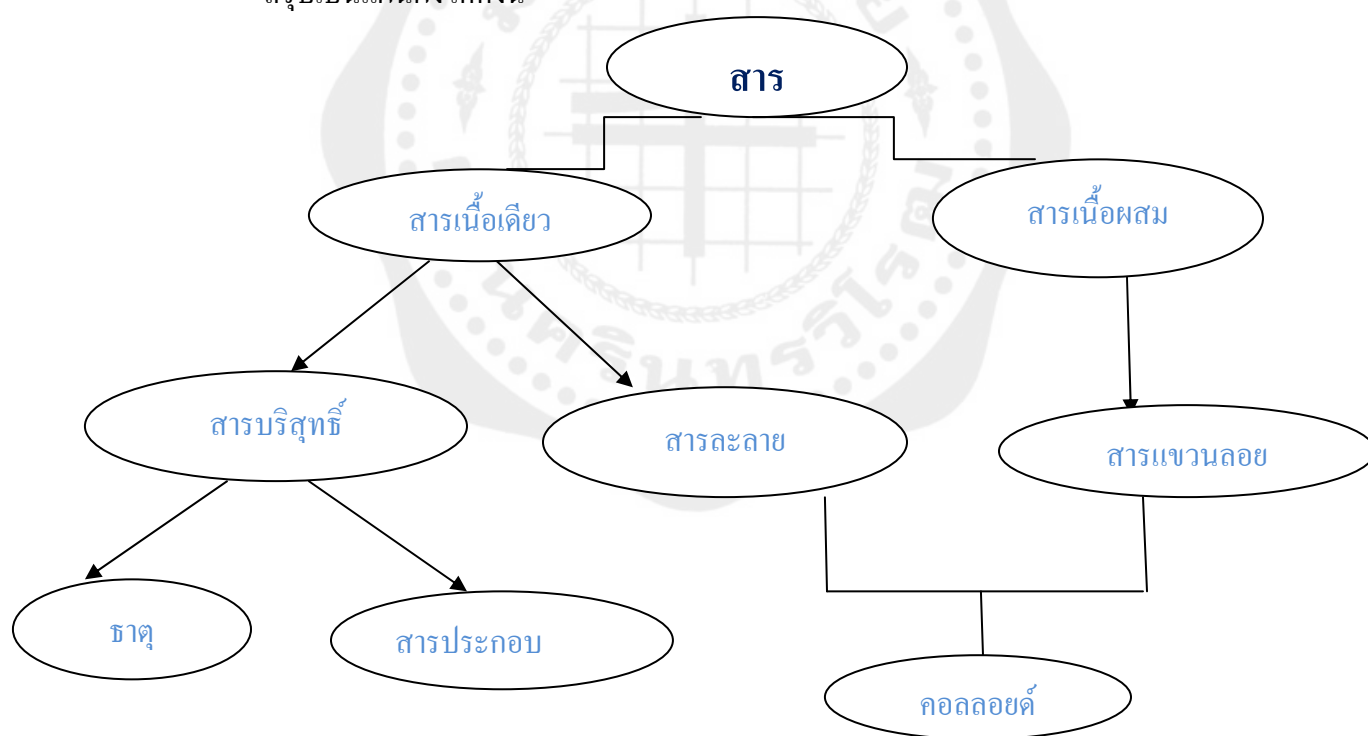 สาร
สารเนื้อเดียว
สารเนื้อผสม
สารบริสุทธิ์
สารละลาย
สารแขวนลอย
ธาตุ
สารประกอบ
คอลลอยด์